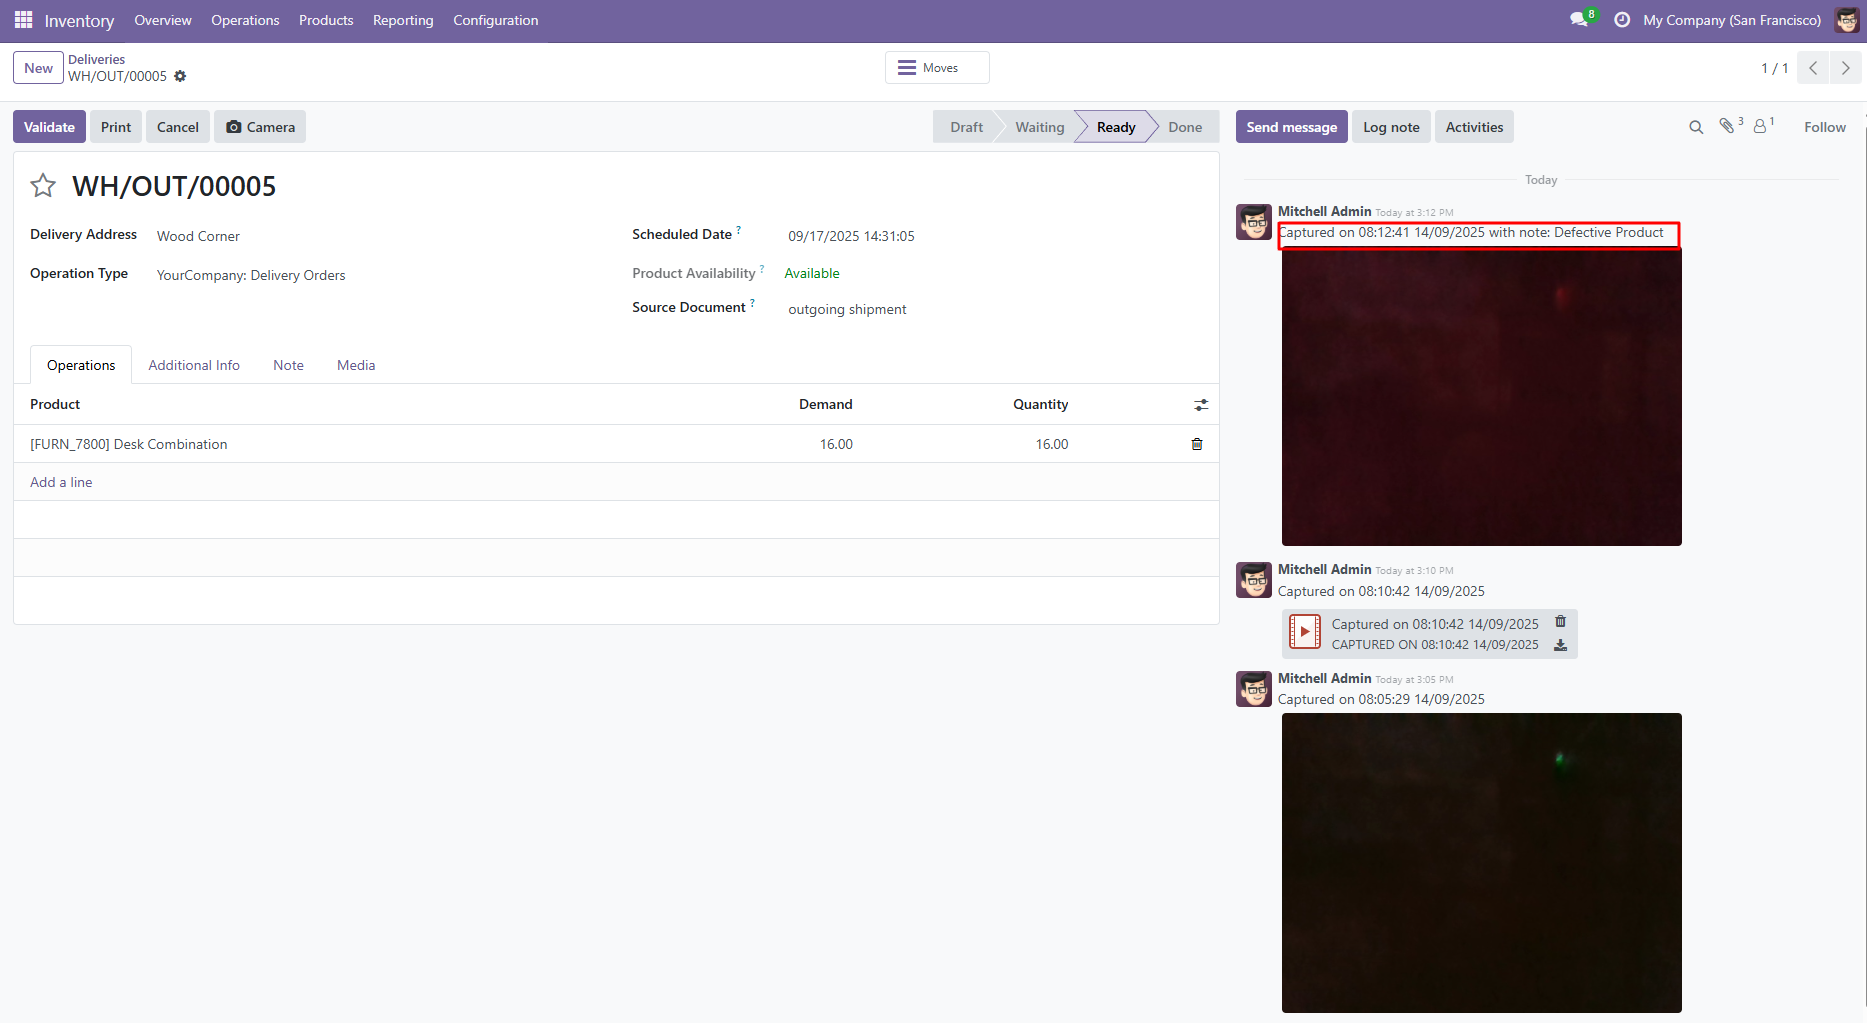 Inventory Overview Operations Products Reporting Configuration 8 My Company (San Francisco)
New Deliveries
WH/OUT/00005
Moves
1 / 1
Validate Print Cancel Camera
Draft Waiting Ready Done
Send message Log note Activities 3 1 Follow
WH/OUT/00005
Delivery Address Wood Corner
Operation Type YourCompany: Delivery Orders
Scheduled Date ? 09/17/2025 14:31:05
Product Availability ? Available
Source Document ? outgoing shipment
Operations Additional Info Note Media
Product Demand Quantity
[FURN_7800] Desk Combination 16.00 16.00
Add a line
Today
Mitchell Admin Today at 3:12 PM
Captured on 08:12:41 14/09/2025 with note: Defective Product
Mitchell Admin Today at 3:10 PM
Captured on 08:10:42 14/09/2025
Captured on 08:10:42 14/09/2025
CAPTURED ON 08:10:42 14/09/2025
Mitchell Admin Today at 3:05 PM
Captured on 08:05:29 14/09/2025